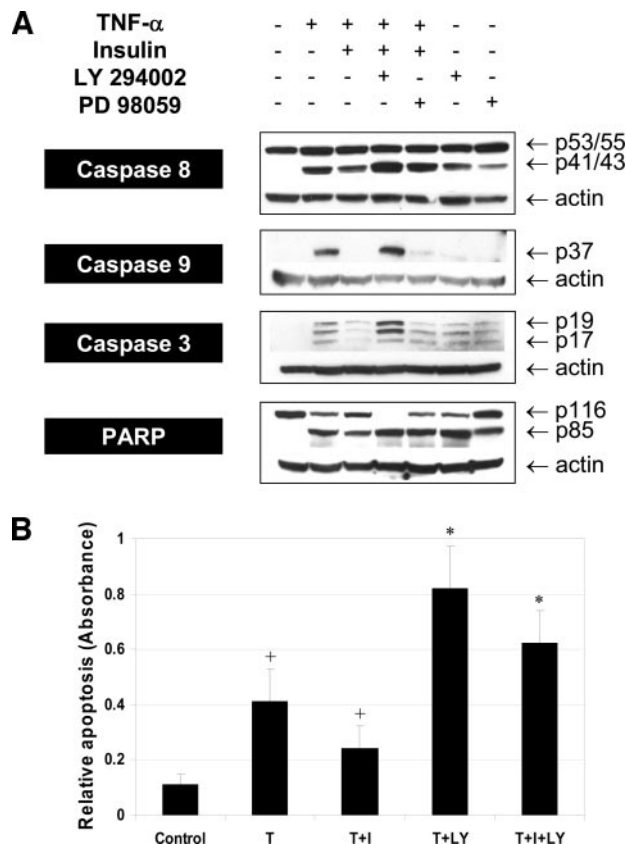 A
TNF-α - + + + + - -
Insulin - - + + + - -
LY 294002 - - - + - + -
PD 98059 - - - - + - +
Caspase 8
← p53/55
← p41/43
← actin
Caspase 9
← p37
← actin
Caspase 3
← p19
← p17
← actin
PARP
← p116
← p85
← actin
B
Relative apoptosis (Absorbance)
1
0.8
0.6
0.4
0.2
0
+
+
*
*
Control T T+I T+LY T+I+LY